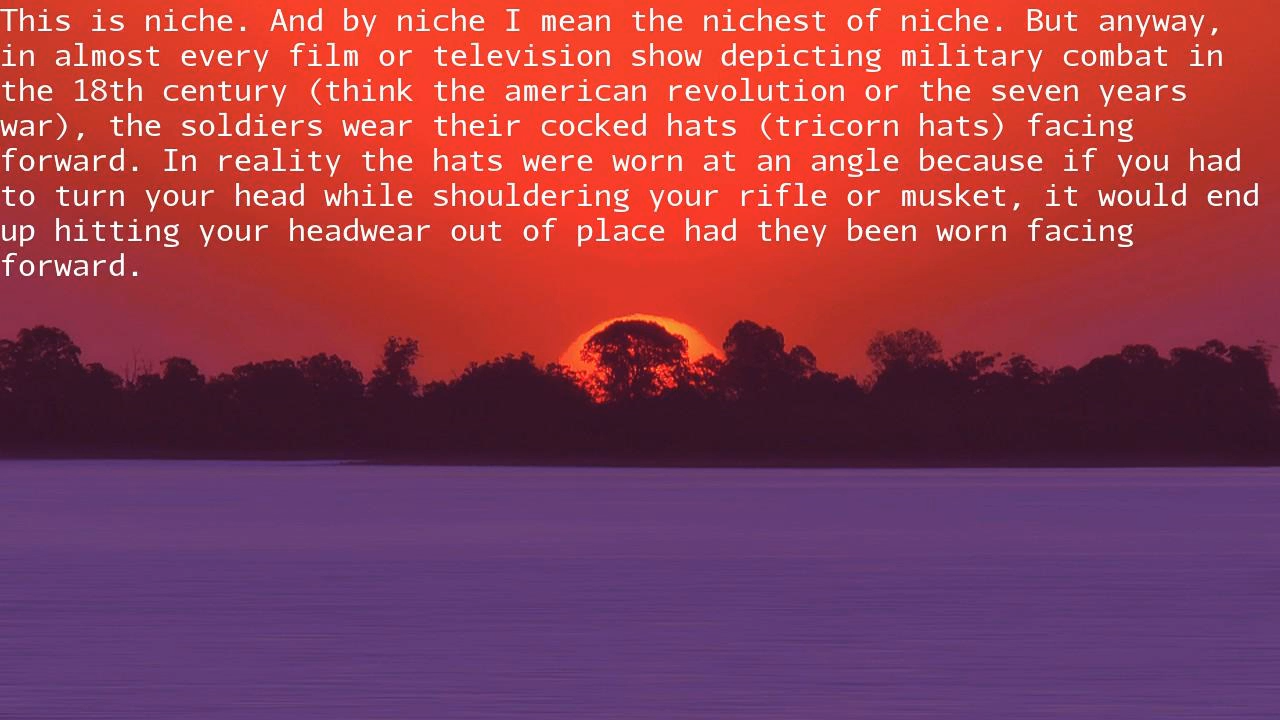 This is niche. And by niche I mean the nichest of niche. But anyway,
in almost every film or television show depicting military combat in
the 18th century (think the american revolution or the seven years
war), the soldiers wear their cocked hats (tricorn hats) facing
forward. In reality the hats were worn at an angle because if you had
to turn your head while shouldering your rifle or musket, it would end
up hitting your headwear out of place had they been worn facing
forward.